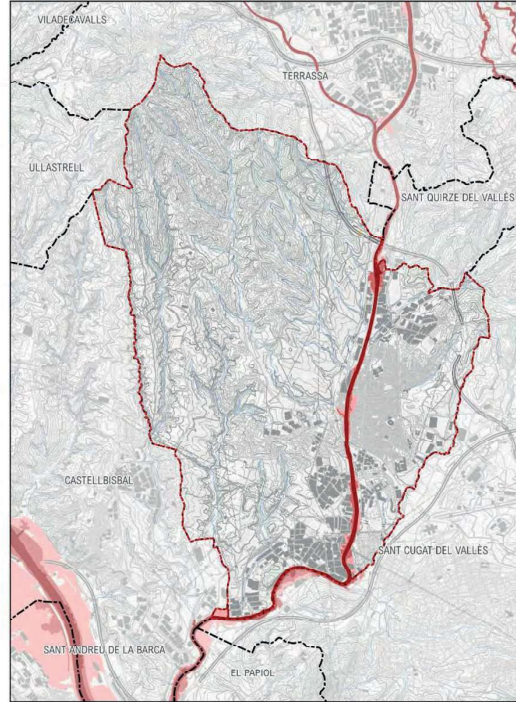 VILADECAVALLS
TERRASSA
ULLASTRELL
SANT QUIRZE DEL VALLÈS
CASTELLBISBAL
SANT CUGAT DEL VALLÈS
SANT ANDREU DE LA BARCA
EL PAPIOL